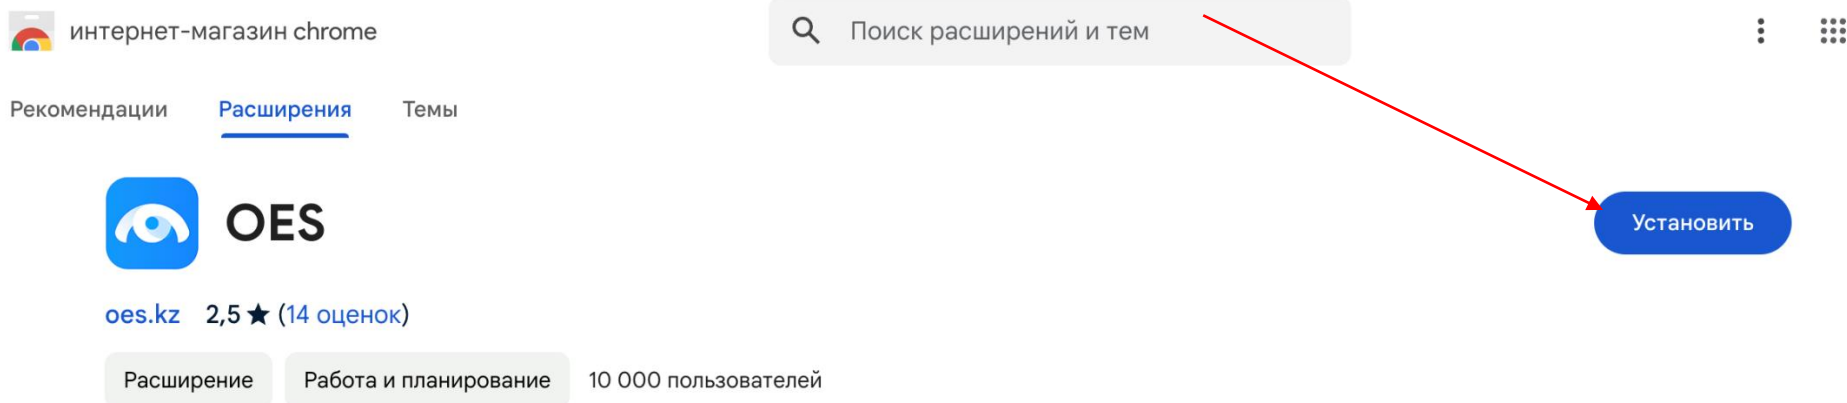 интернет-магазин chrome
Поиск расширений и тем
Рекомендации Расширения Темы
OES
Установить
oes.kz 2,5 ★ (14 оценок)
Расширение Работа и планирование 10 000 пользователей